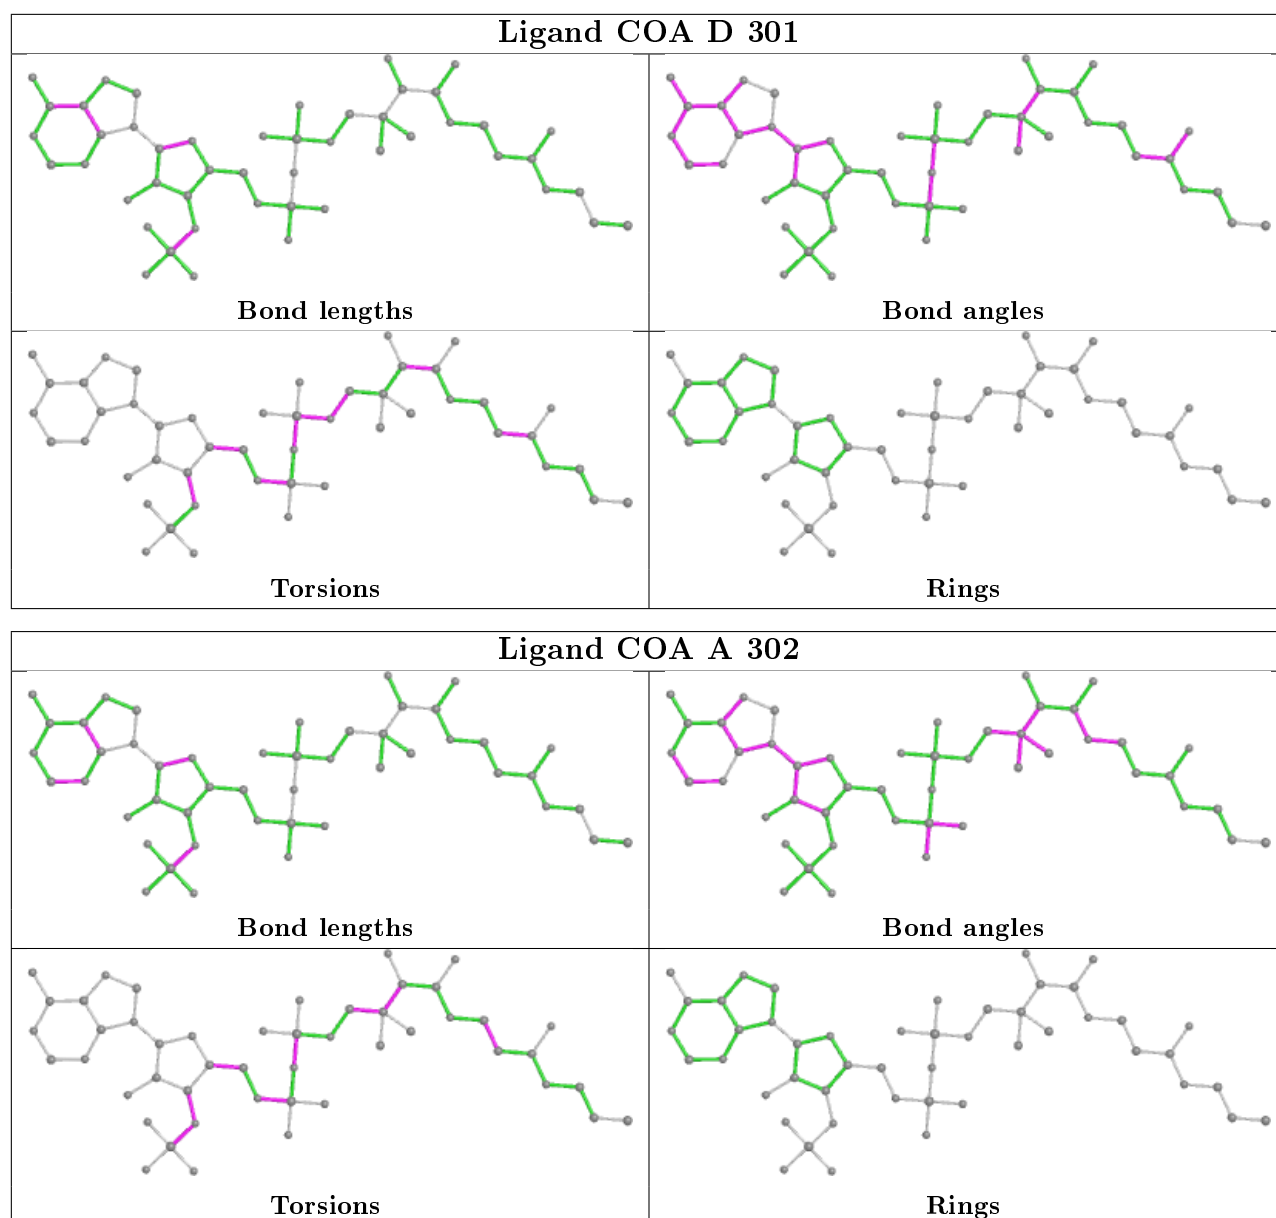 Ligand COA D 301
Bond lengths
Bond angles
Torsions
Rings
Ligand COA A 302
Bond lengths
Bond angles
Torsions
Rings